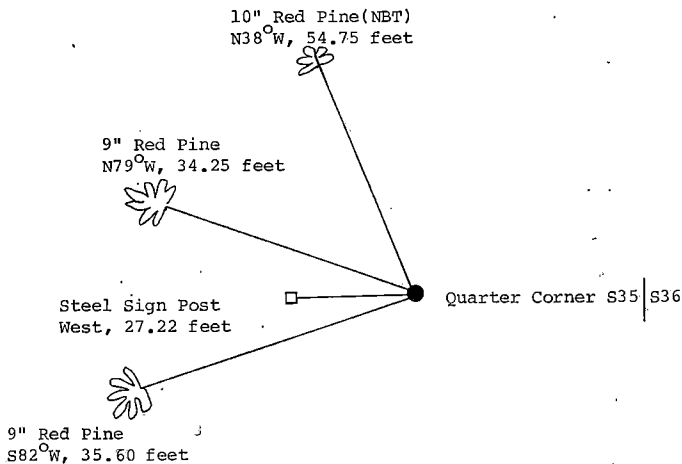 10" Red Pine(NBT)
N38°W, 54.75 feet
9" Red Pine
N79°W, 34.25 feet
Steel Sign Post
West, 27.22 feet
Quarter Corner S35|S36
9" Red Pine
S82°W, 35.60 feet